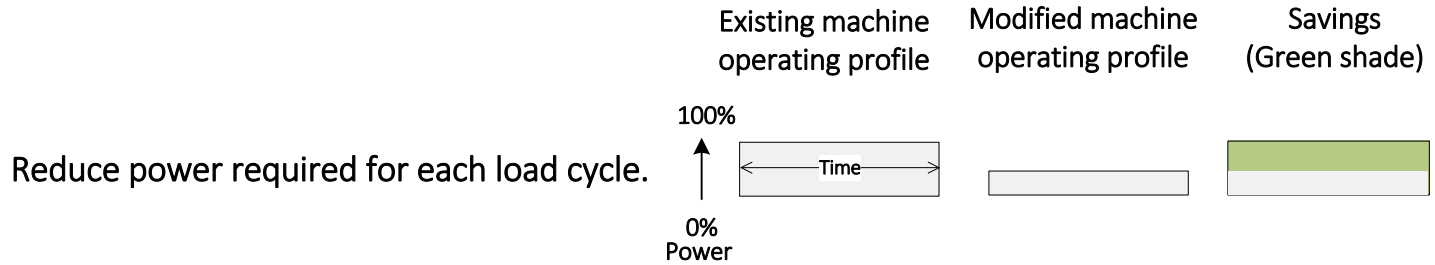 Existing machine
operating profile
Modified machine
operating profile
Savings
(Green shade)
Reduce power required for each load cycle.
100%
Time
0%
Power